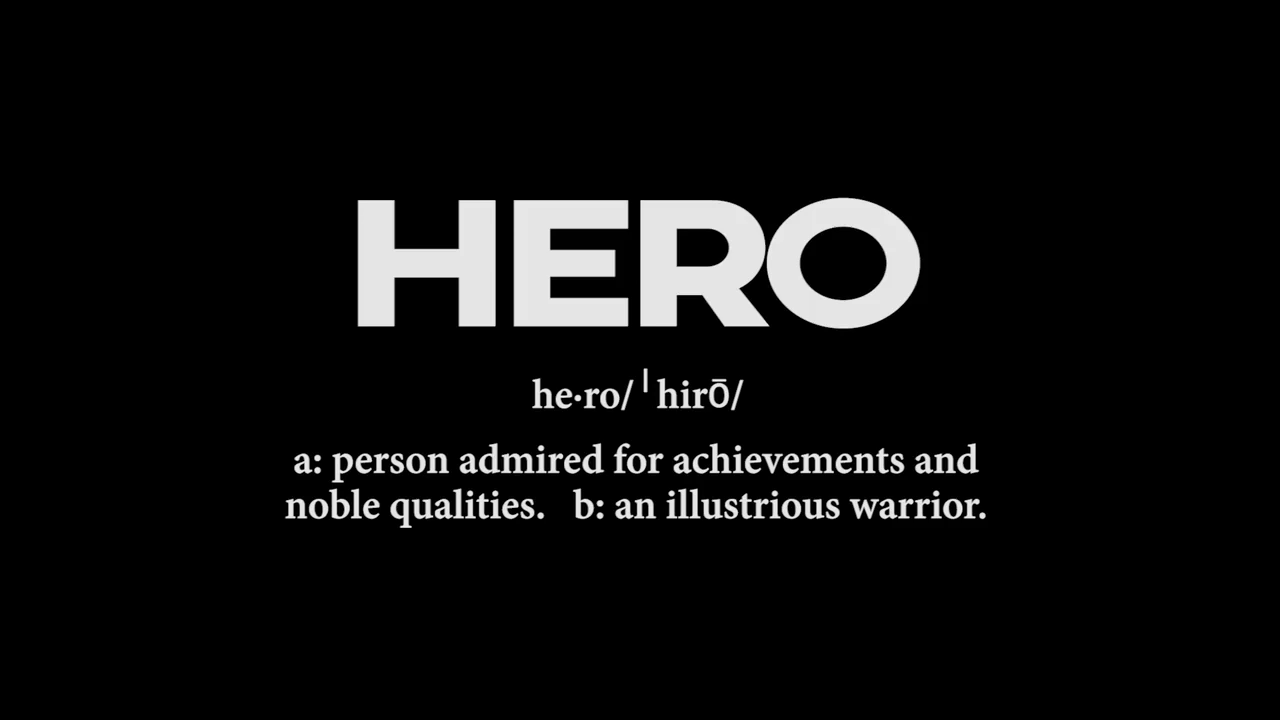 HERO
he·ro/ ˈhirō/
a: person admired for achievements and
noble qualities. b: an illustrious warrior.